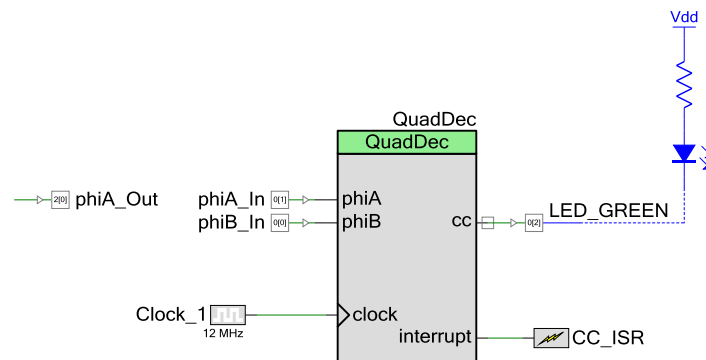 Vdd
QuadDec
QuadDec
2[0] phiA_Out
phiA_In 0[1] phiA
phiB_In 0[0] phiB
cc 0[2] LED_GREEN
Clock_1 clock
12 MHz
interrupt CC_ISR